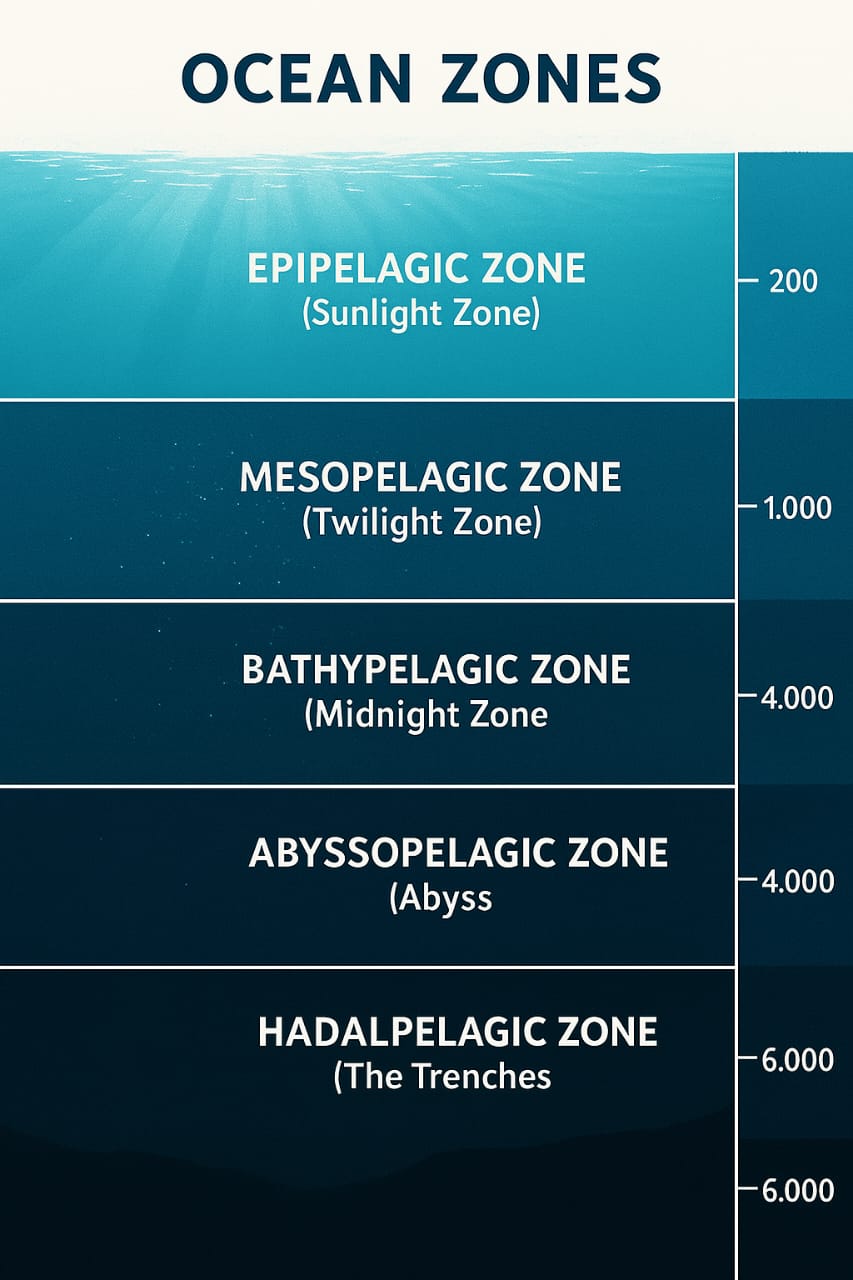 OCEAN ZONES
EPIPELAGIC ZONE
(Sunlight Zone)
200
MESOPELAGIC ZONE
(Twilight Zone)
1.000
BATHYPELAGIC ZONE
(Midnight Zone
4.000
ABYSSOPELAGIC ZONE
(Abyss
4.000
HADALPELAGIC ZONE
(The Trenches
6.000
6.000